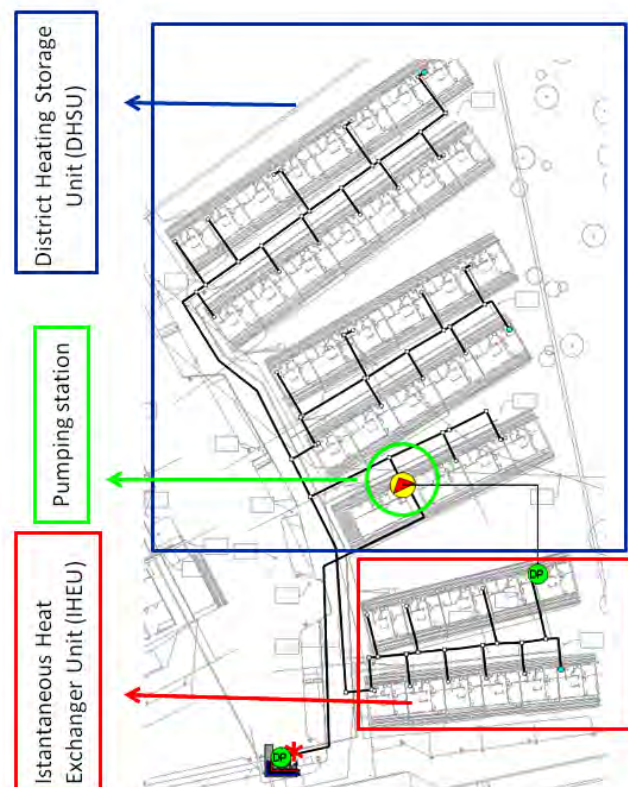 District Heating Storage
Unit (DHSU)
Pumping station
Istantaneous Heat
Exchanger Unit (IHEU)
DP
DP